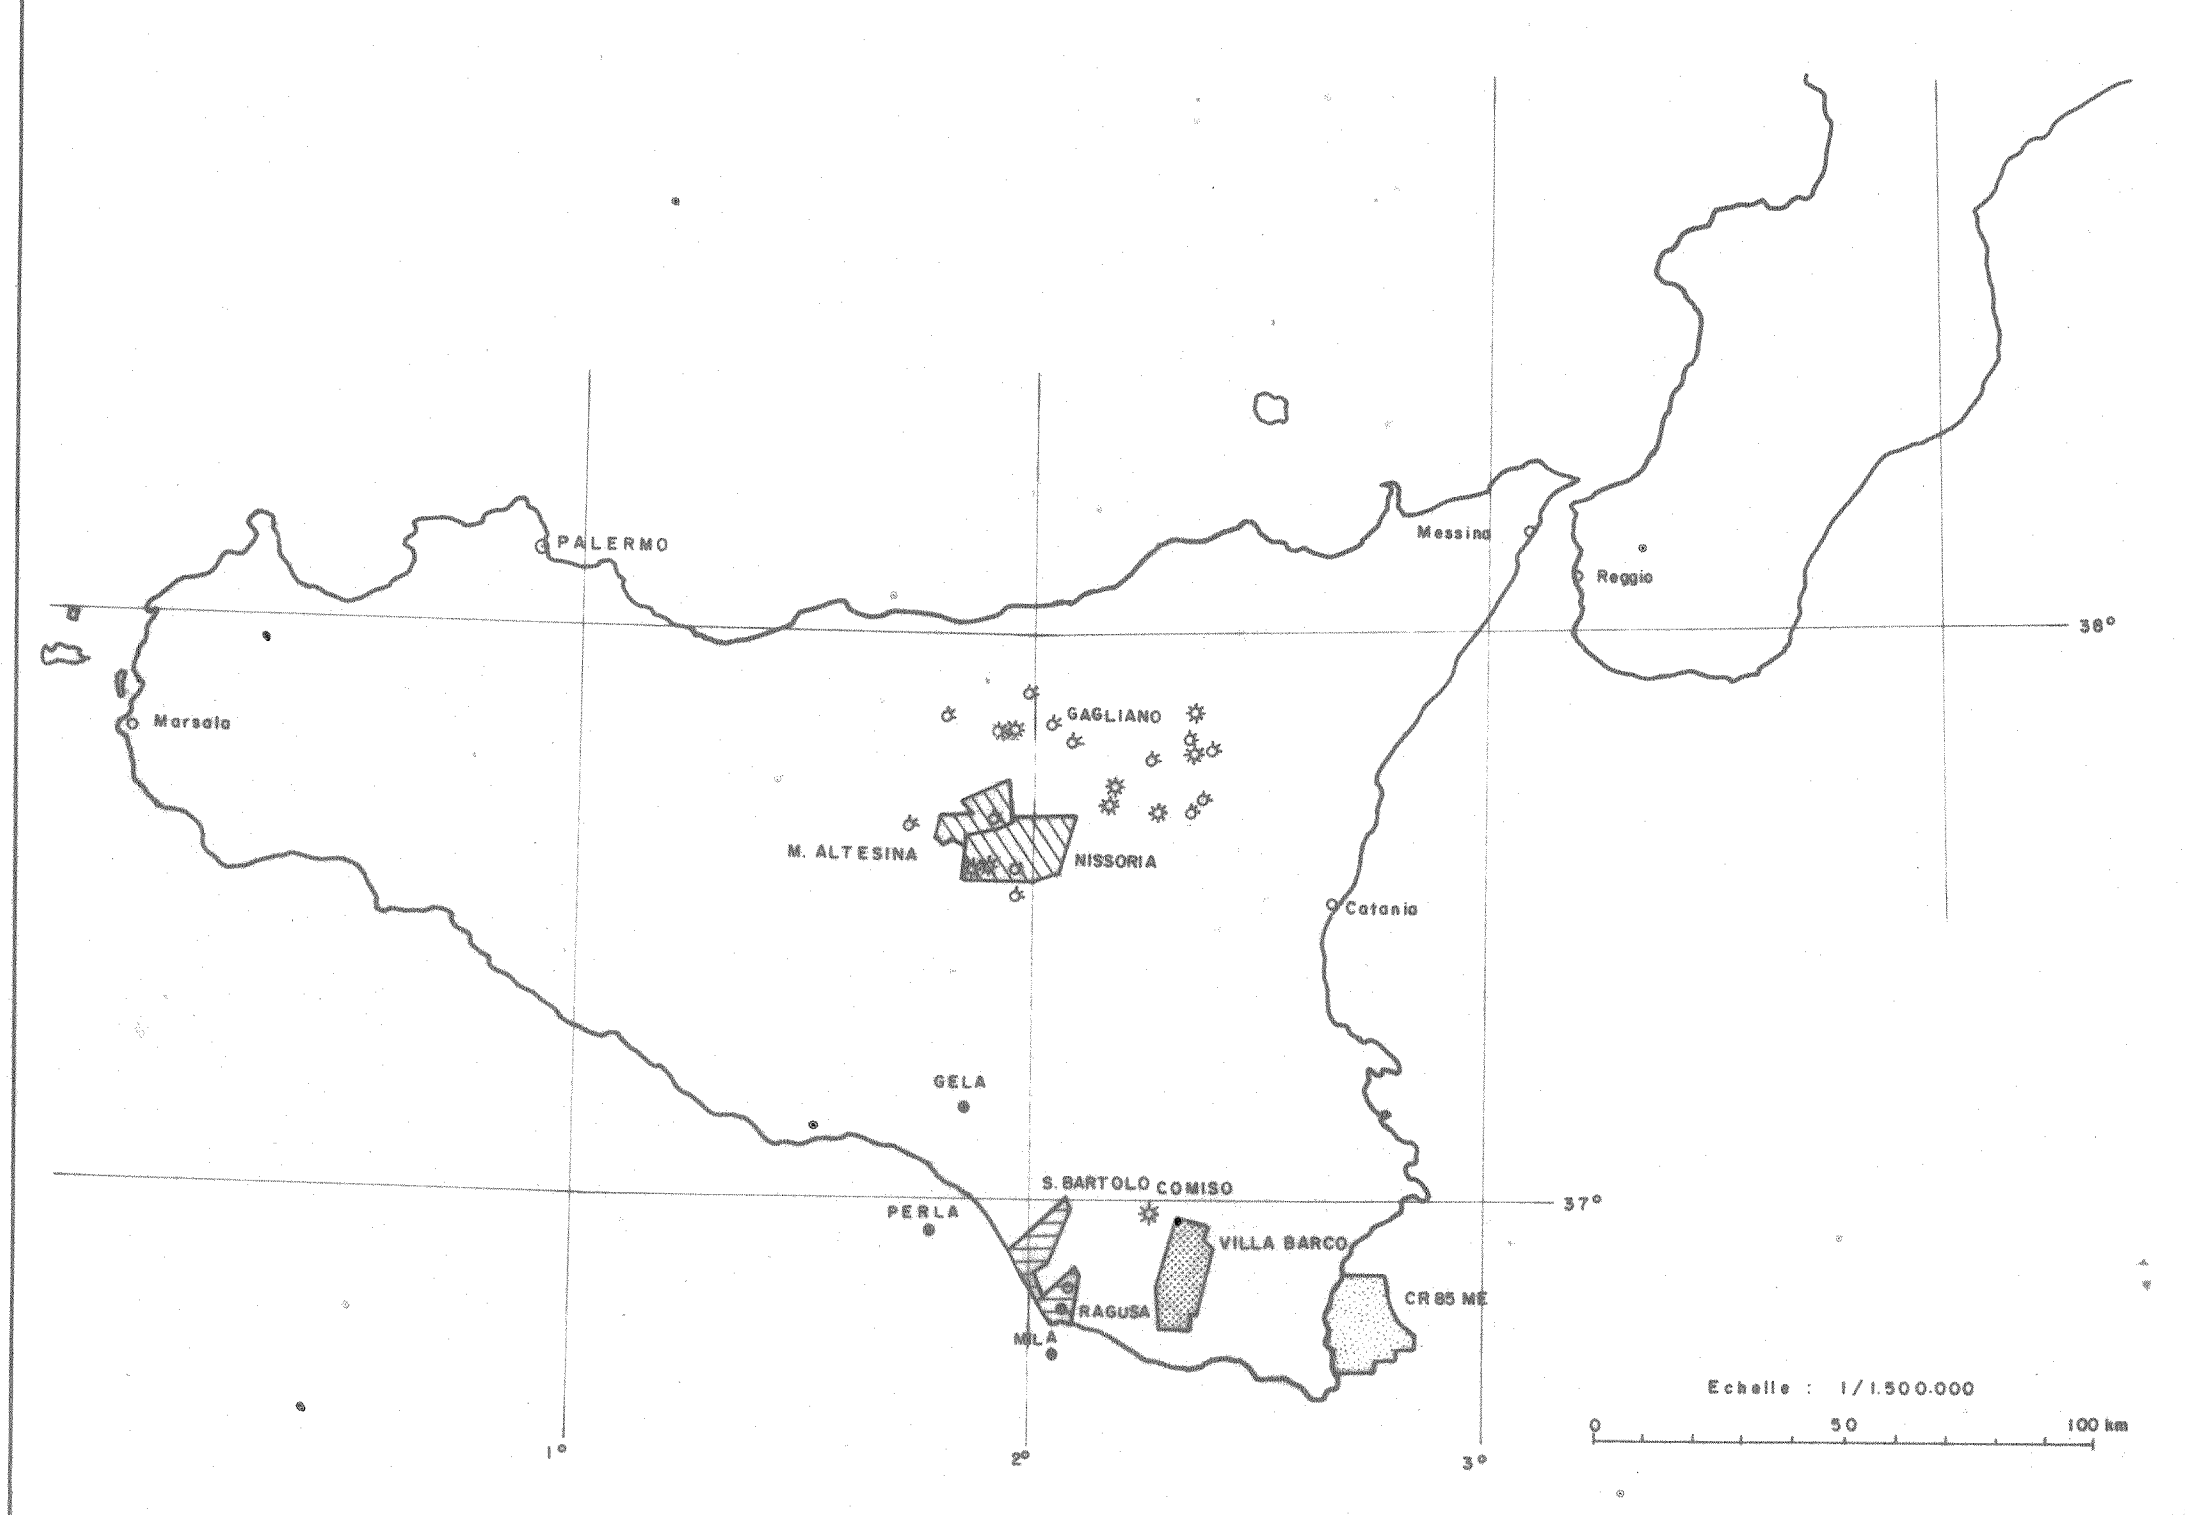 Messina
PALERMO
Reggio
38°
GAGLIANO
Marsala
M. ALTESINA
NISSORIA
Catania
GELA
S. BARTOLO
COMISO
37°
PERLA
VILLA BARCO
CR 85 ME
RAGUSA
MILA
Echelle : 1/1.500.000
0 50 100 km
1° 2° 3°